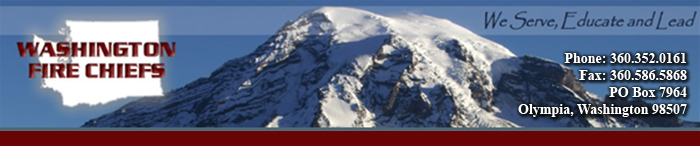 We Serve, Educate and Lead
WASHINGTON
FIRE CHIEFS
Phone: 360.352.0161
Fax: 360.586.5868
PO Box 7964
Olympia, Washington 98507